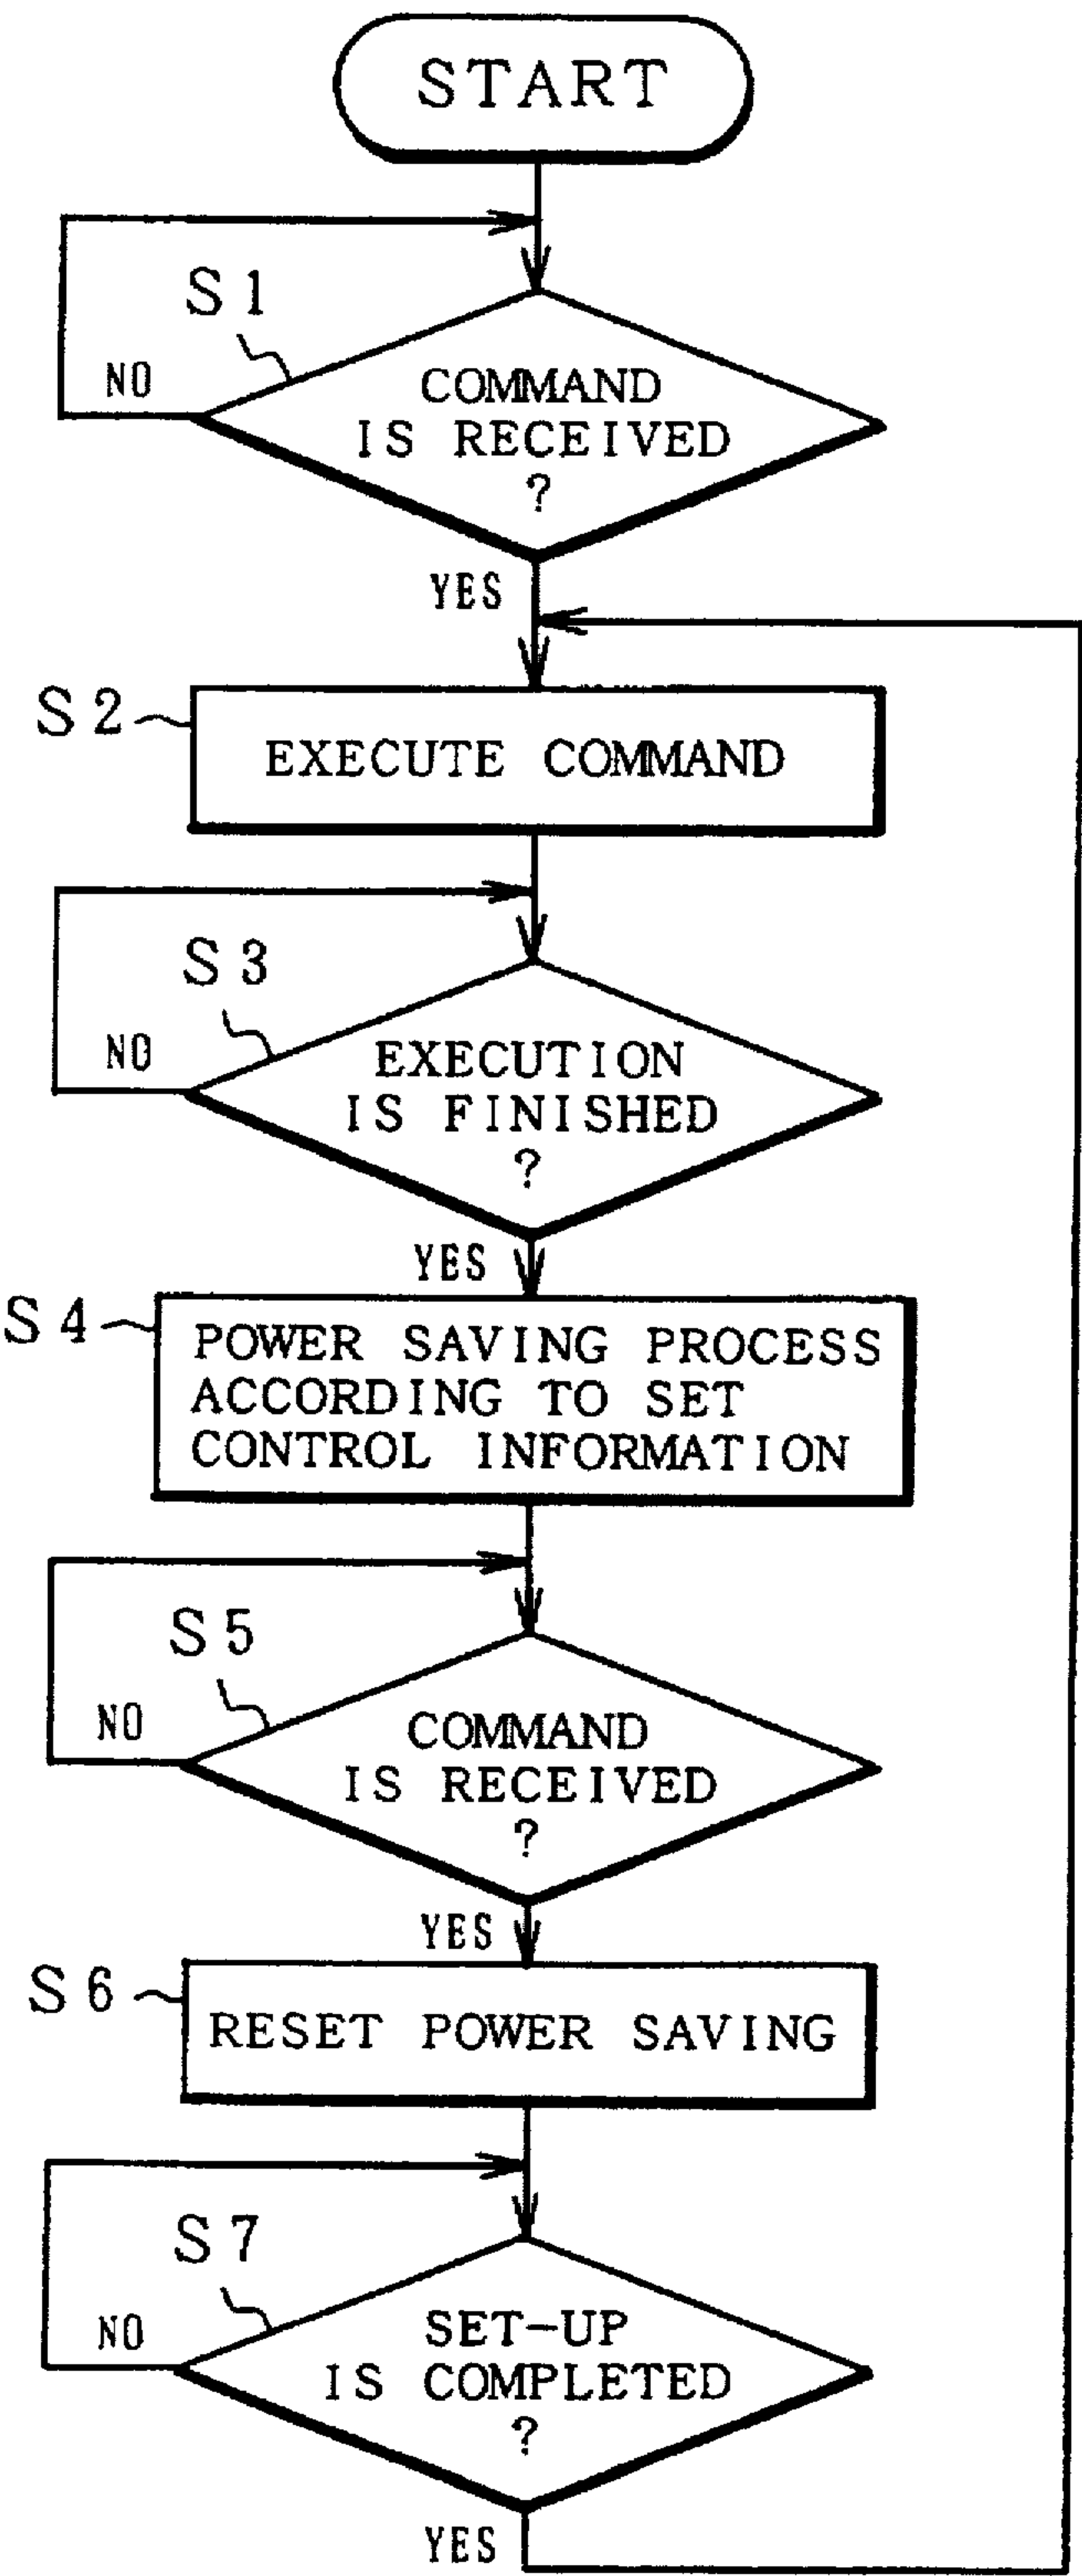 START
S1
NO
COMMAND
IS RECEIVED
?
YES
S2
EXECUTE COMMAND
S3
NO
EXECUTION
IS FINISHED
?
YES
S4
POWER SAVING PROCESS
ACCORDING TO SET
CONTROL INFORMATION
S5
NO
COMMAND
IS RECEIVED
?
YES
S6
RESET POWER SAVING
S7
NO
SET-UP
IS COMPLETED
?
YES